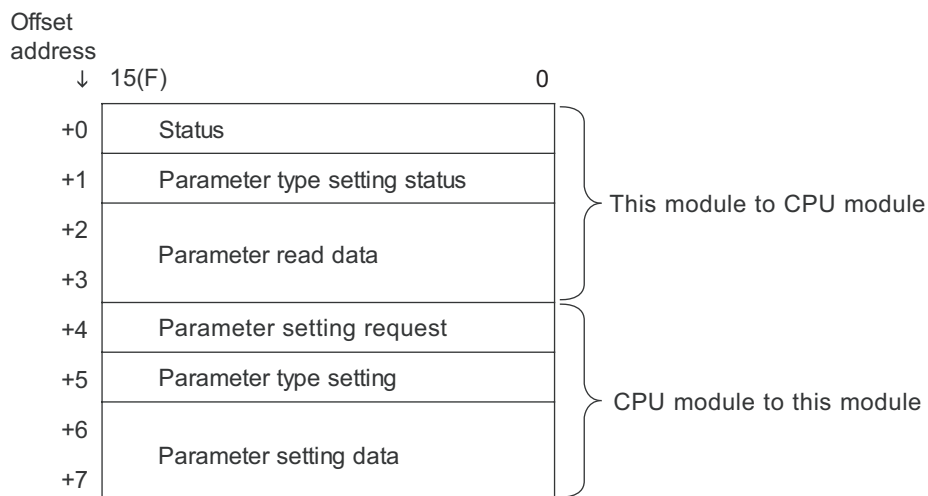 Offset
address
↓ 15(F) 0
+0 Status
+1 Parameter type setting status
+2
This module to CPU module
Parameter read data
+3
+4 Parameter setting request
+5 Parameter type setting
CPU module to this module
+6
Parameter setting data
+7